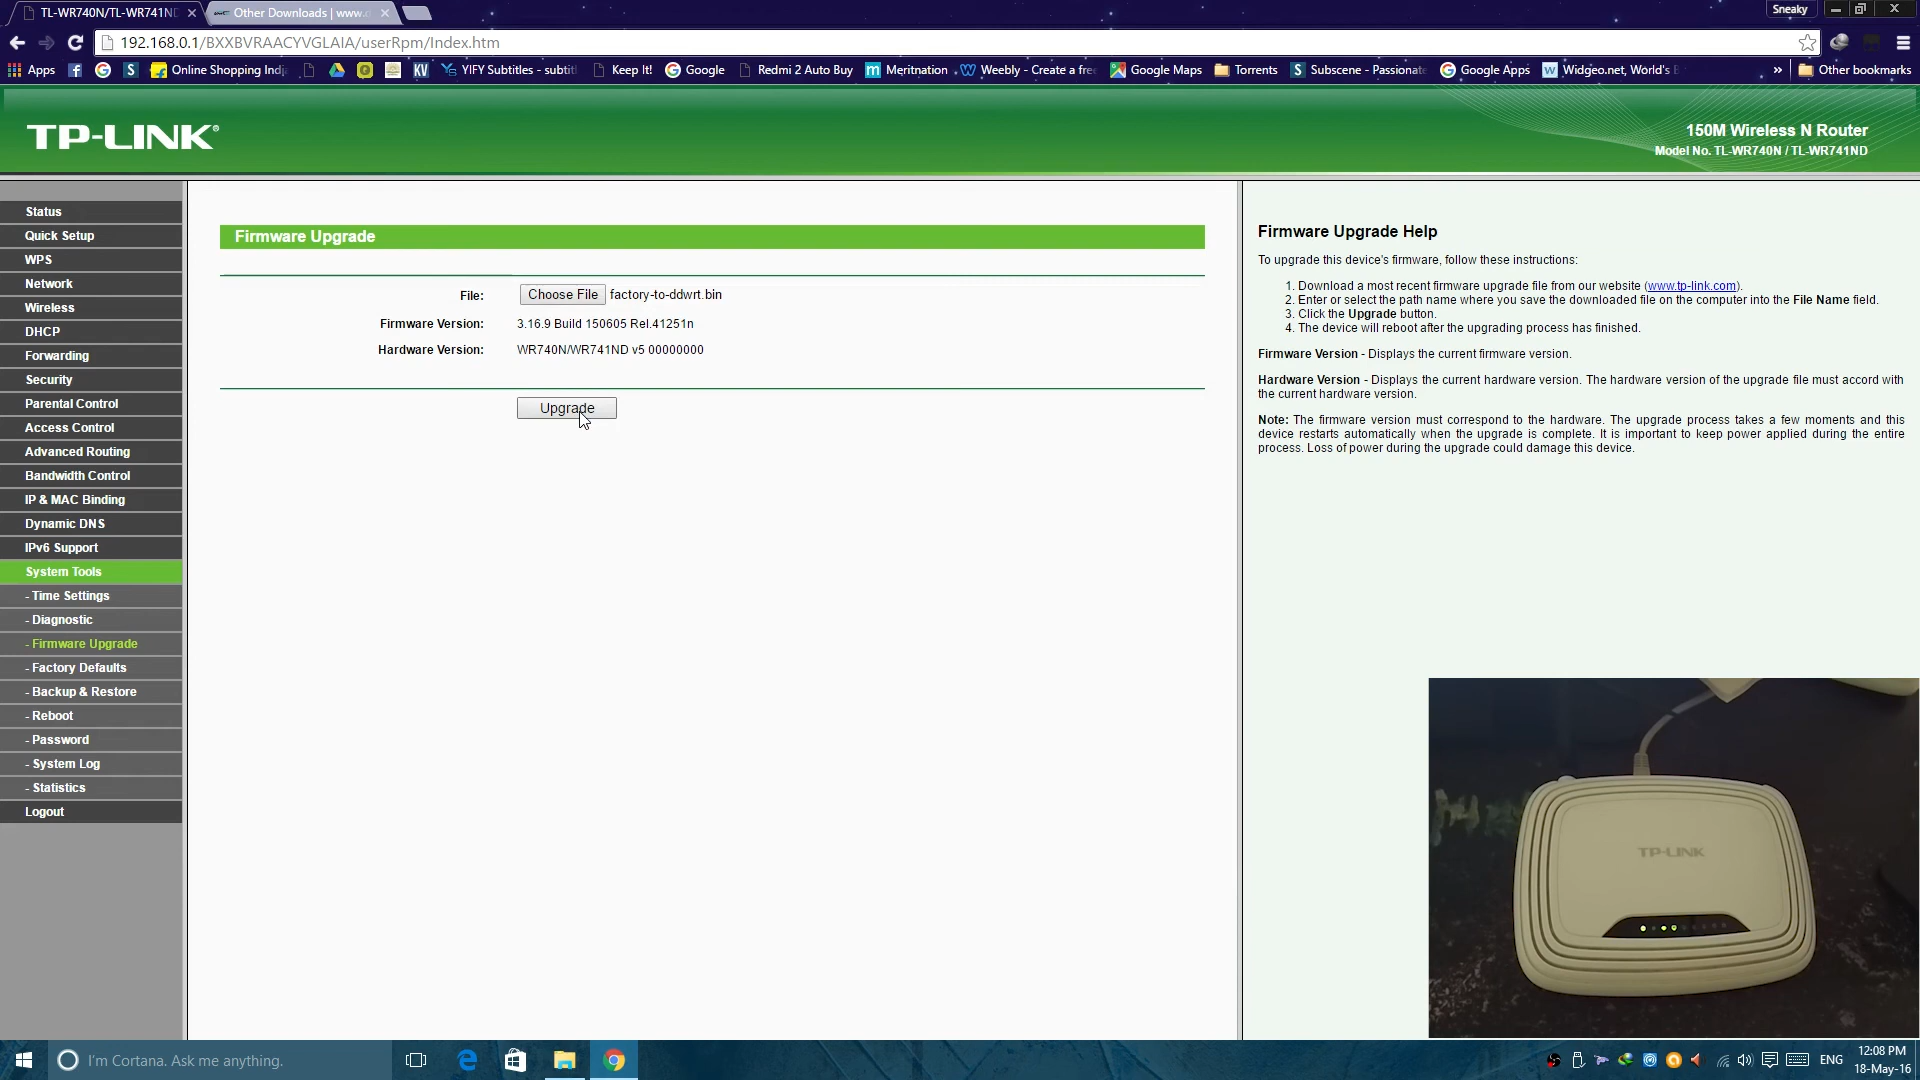 TL-WR740N/TL-WR741ND
Other Downloads | www.d
Sneaky
192.168.0.1/BXXBVRAACYVGLAIA/userRpm/Index.htm
Apps
S
Online Shopping Indi
KV
YIFY Subtitles - subtit
Keep It!
Google
Redmi 2 Auto Buy
Meritnation
Weebly - Create a free
Google Maps
Torrents
Subscene - Passionate
Google Apps
Widgeo.net, World's B
»
Other bookmarks
TP-LINK®
150M Wireless N Router
Model No. TL-WR740N / TL-WR741ND
Status
Quick Setup
WPS
Network
Wireless
DHCP
Forwarding
Security
Parental Control
Access Control
Advanced Routing
Bandwidth Control
IP & MAC Binding
Dynamic DNS
IPv6 Support
System Tools
- Time Settings
- Diagnostic
- Firmware Upgrade
- Factory Defaults
- Backup & Restore
- Reboot
- Password
- System Log
- Statistics
Logout
Firmware Upgrade
File: Choose File factory-to-ddwrt.bin
Firmware Version: 3.16.9 Build 150605 Rel.41251n
Hardware Version: WR740N/WR741ND v5 00000000
Upgrade
Firmware Upgrade Help
To upgrade this device's firmware, follow these instructions:
1. Download a most recent firmware upgrade file from our website (www.tp-link.com).
2. Enter or select the path name where you save the downloaded file on the computer into the File Name field.
3. Click the Upgrade button.
4. The device will reboot after the upgrading process has finished.
Firmware Version - Displays the current firmware version.
Hardware Version - Displays the current hardware version. The hardware version of the upgrade file must accord with
the current hardware version.
Note: The firmware version must correspond to the hardware. The upgrade process takes a few moments and this
device restarts automatically when the upgrade is complete. It is important to keep power applied during the entire
process. Loss of power during the upgrade could damage this device.
TP-LINK
I'm Cortana. Ask me anything.
ENG
12:08 PM
18-May-16